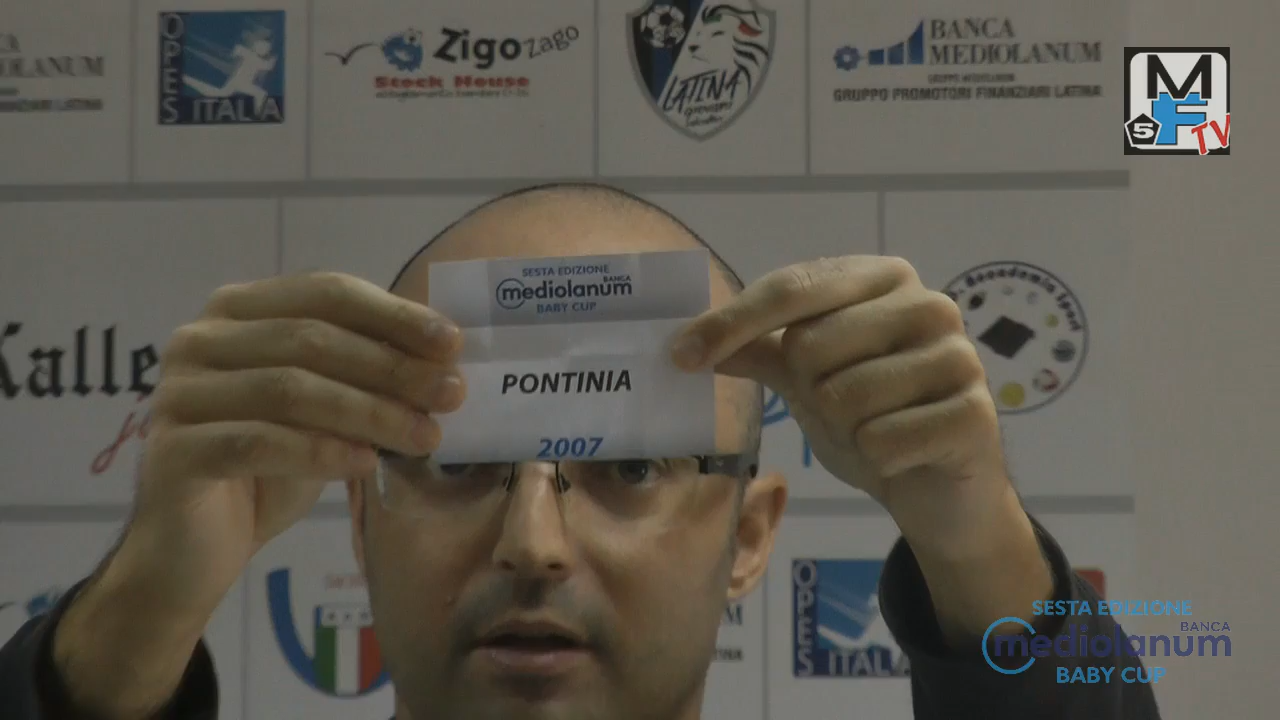 OPES ITALIA
Zigozago
Stock House
LATINA
BANCA
MEDIOLANUM
GRUPPO PROMOTORI FINANZIARI LATINA
M
5 F TV
SESTA EDIZIONE
BANCA
mediolanum
BABY CUP
PONTINIA
2007
Kalle
OPES ITALIA
SESTA EDIZIONE
BANCA
mediolanum
BABY CUP